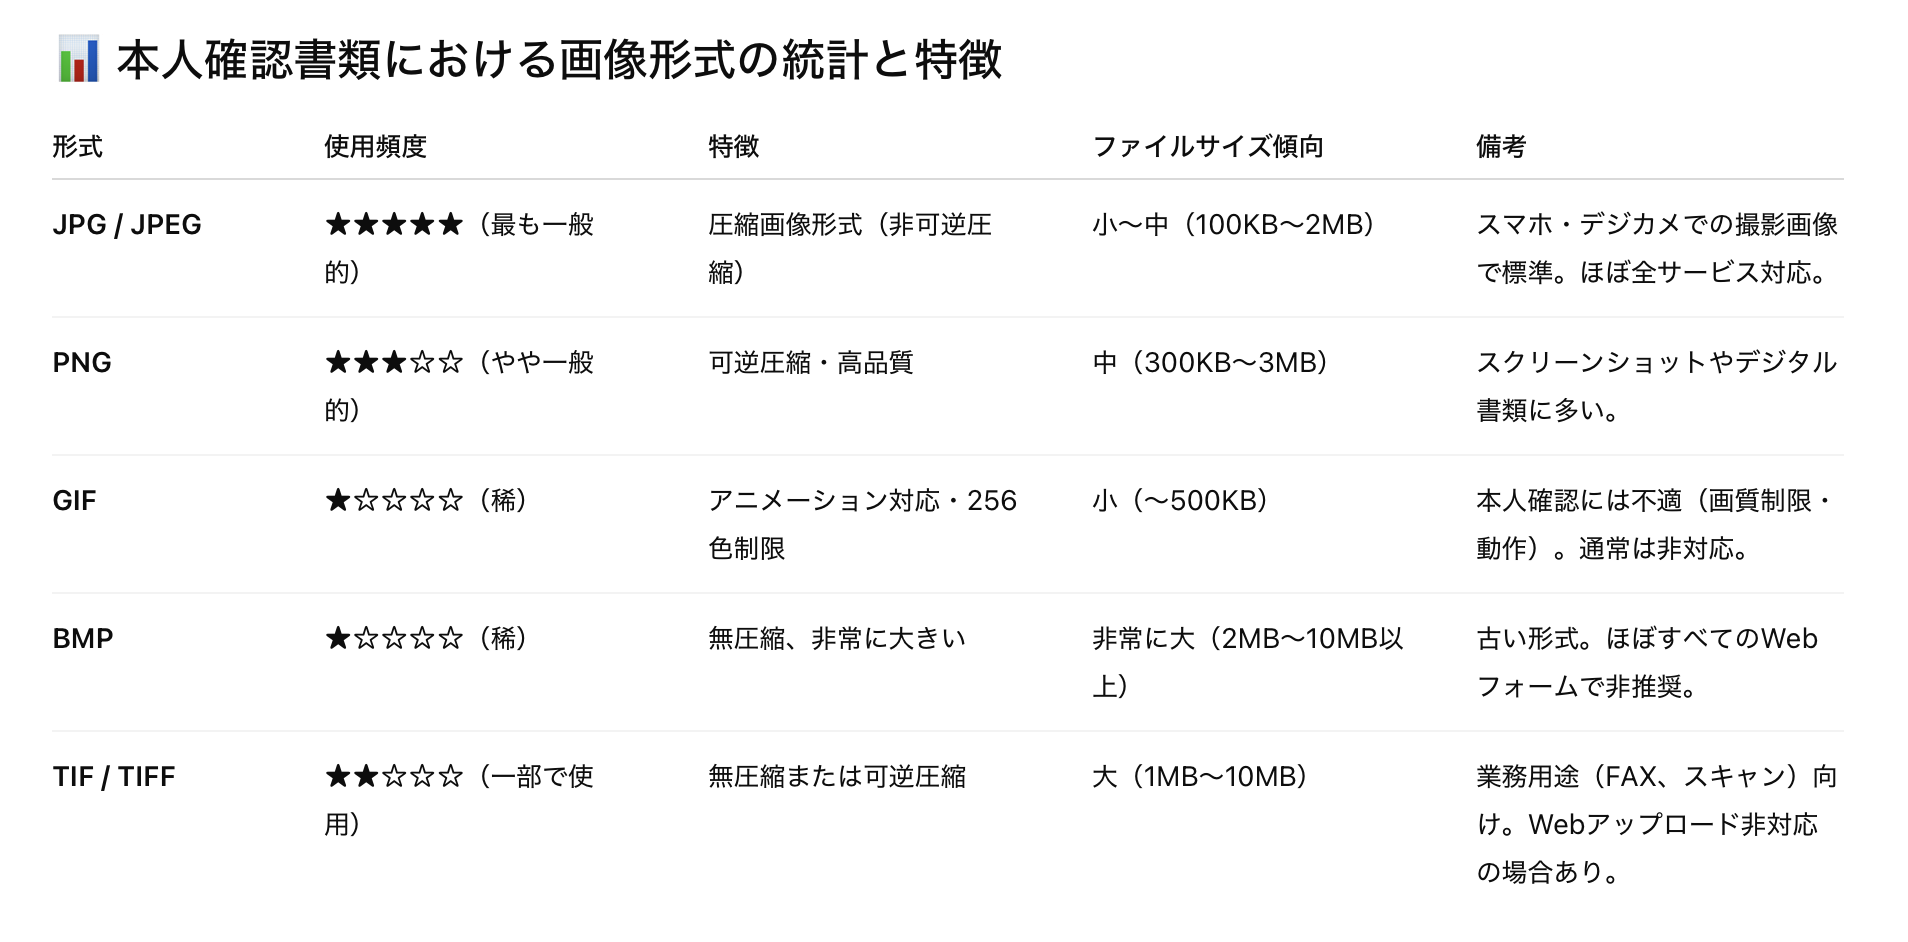 📊 本人確認書類における画像形式の統計と特徴
形式 使用頻度 特徴 ファイルサイズ傾向 備考
JPG / JPEG ★★★★★（最も一般 圧縮画像形式（非可逆圧 小〜中（100KB〜2MB） スマホ・デジカメでの撮影画像
的） 縮） で標準。ほぼ全サービス対応。
PNG ★★★☆☆（やや一般 可逆圧縮・高品質 中（300KB〜3MB） スクリーンショットやデジタル
的） 書類に多い。
GIF ★☆☆☆☆（稀） アニメーション対応・256 小（〜500KB） 本人確認には不適（画質制限・
色制限 動作）。通常は非対応。
BMP ★☆☆☆☆（稀） 無圧縮、非常に大きい 非常に大（2MB〜10MB以 古い形式。ほぼすべてのWeb
上） フォームで非推奨。
TIF / TIFF ★★☆☆☆（一部で使 無圧縮または可逆圧縮 大（1MB〜10MB） 業務用途（FAX、スキャン）向
用） け。Webアップロード非対応
の場合あり。